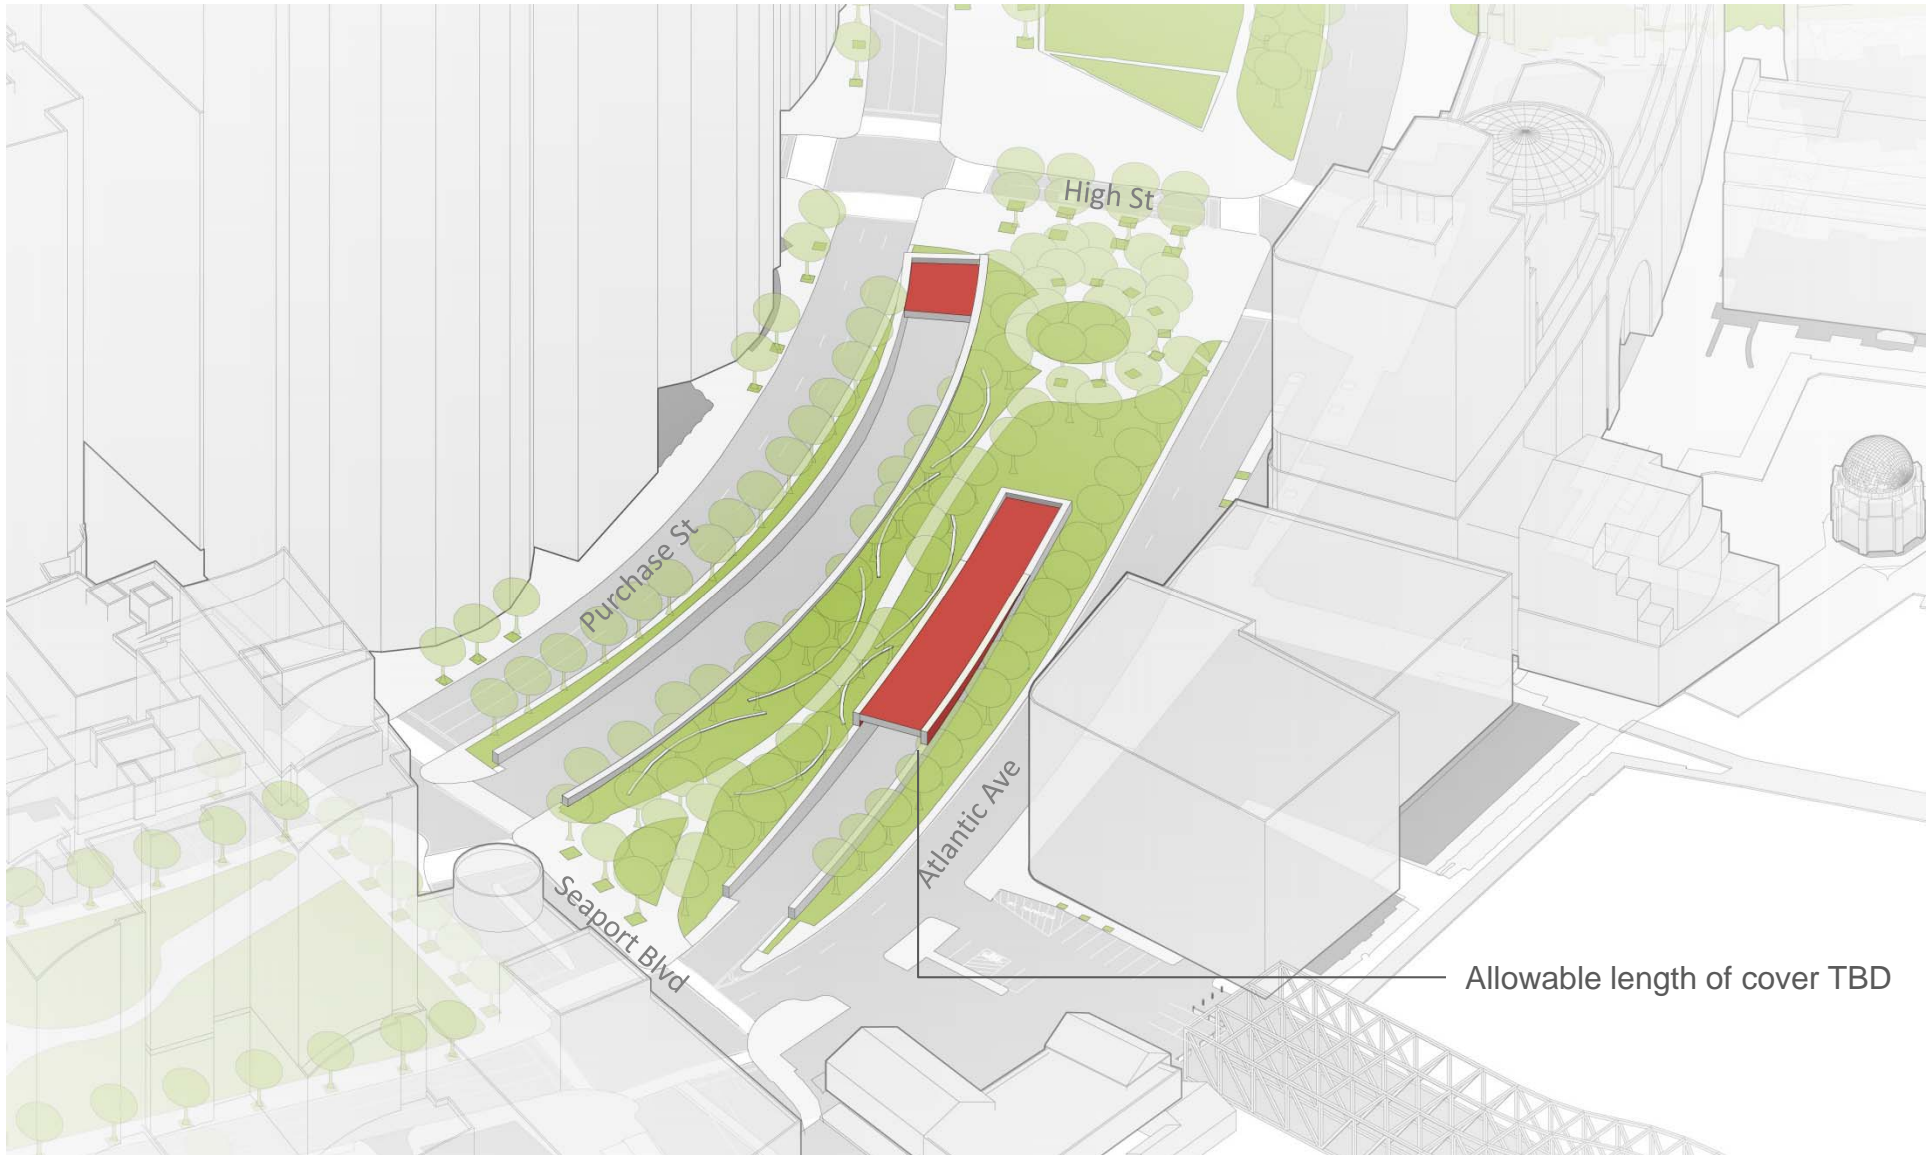 High St
Purchase St
Atlantic Ave
Seaport Blvd
Allowable length of cover TBD